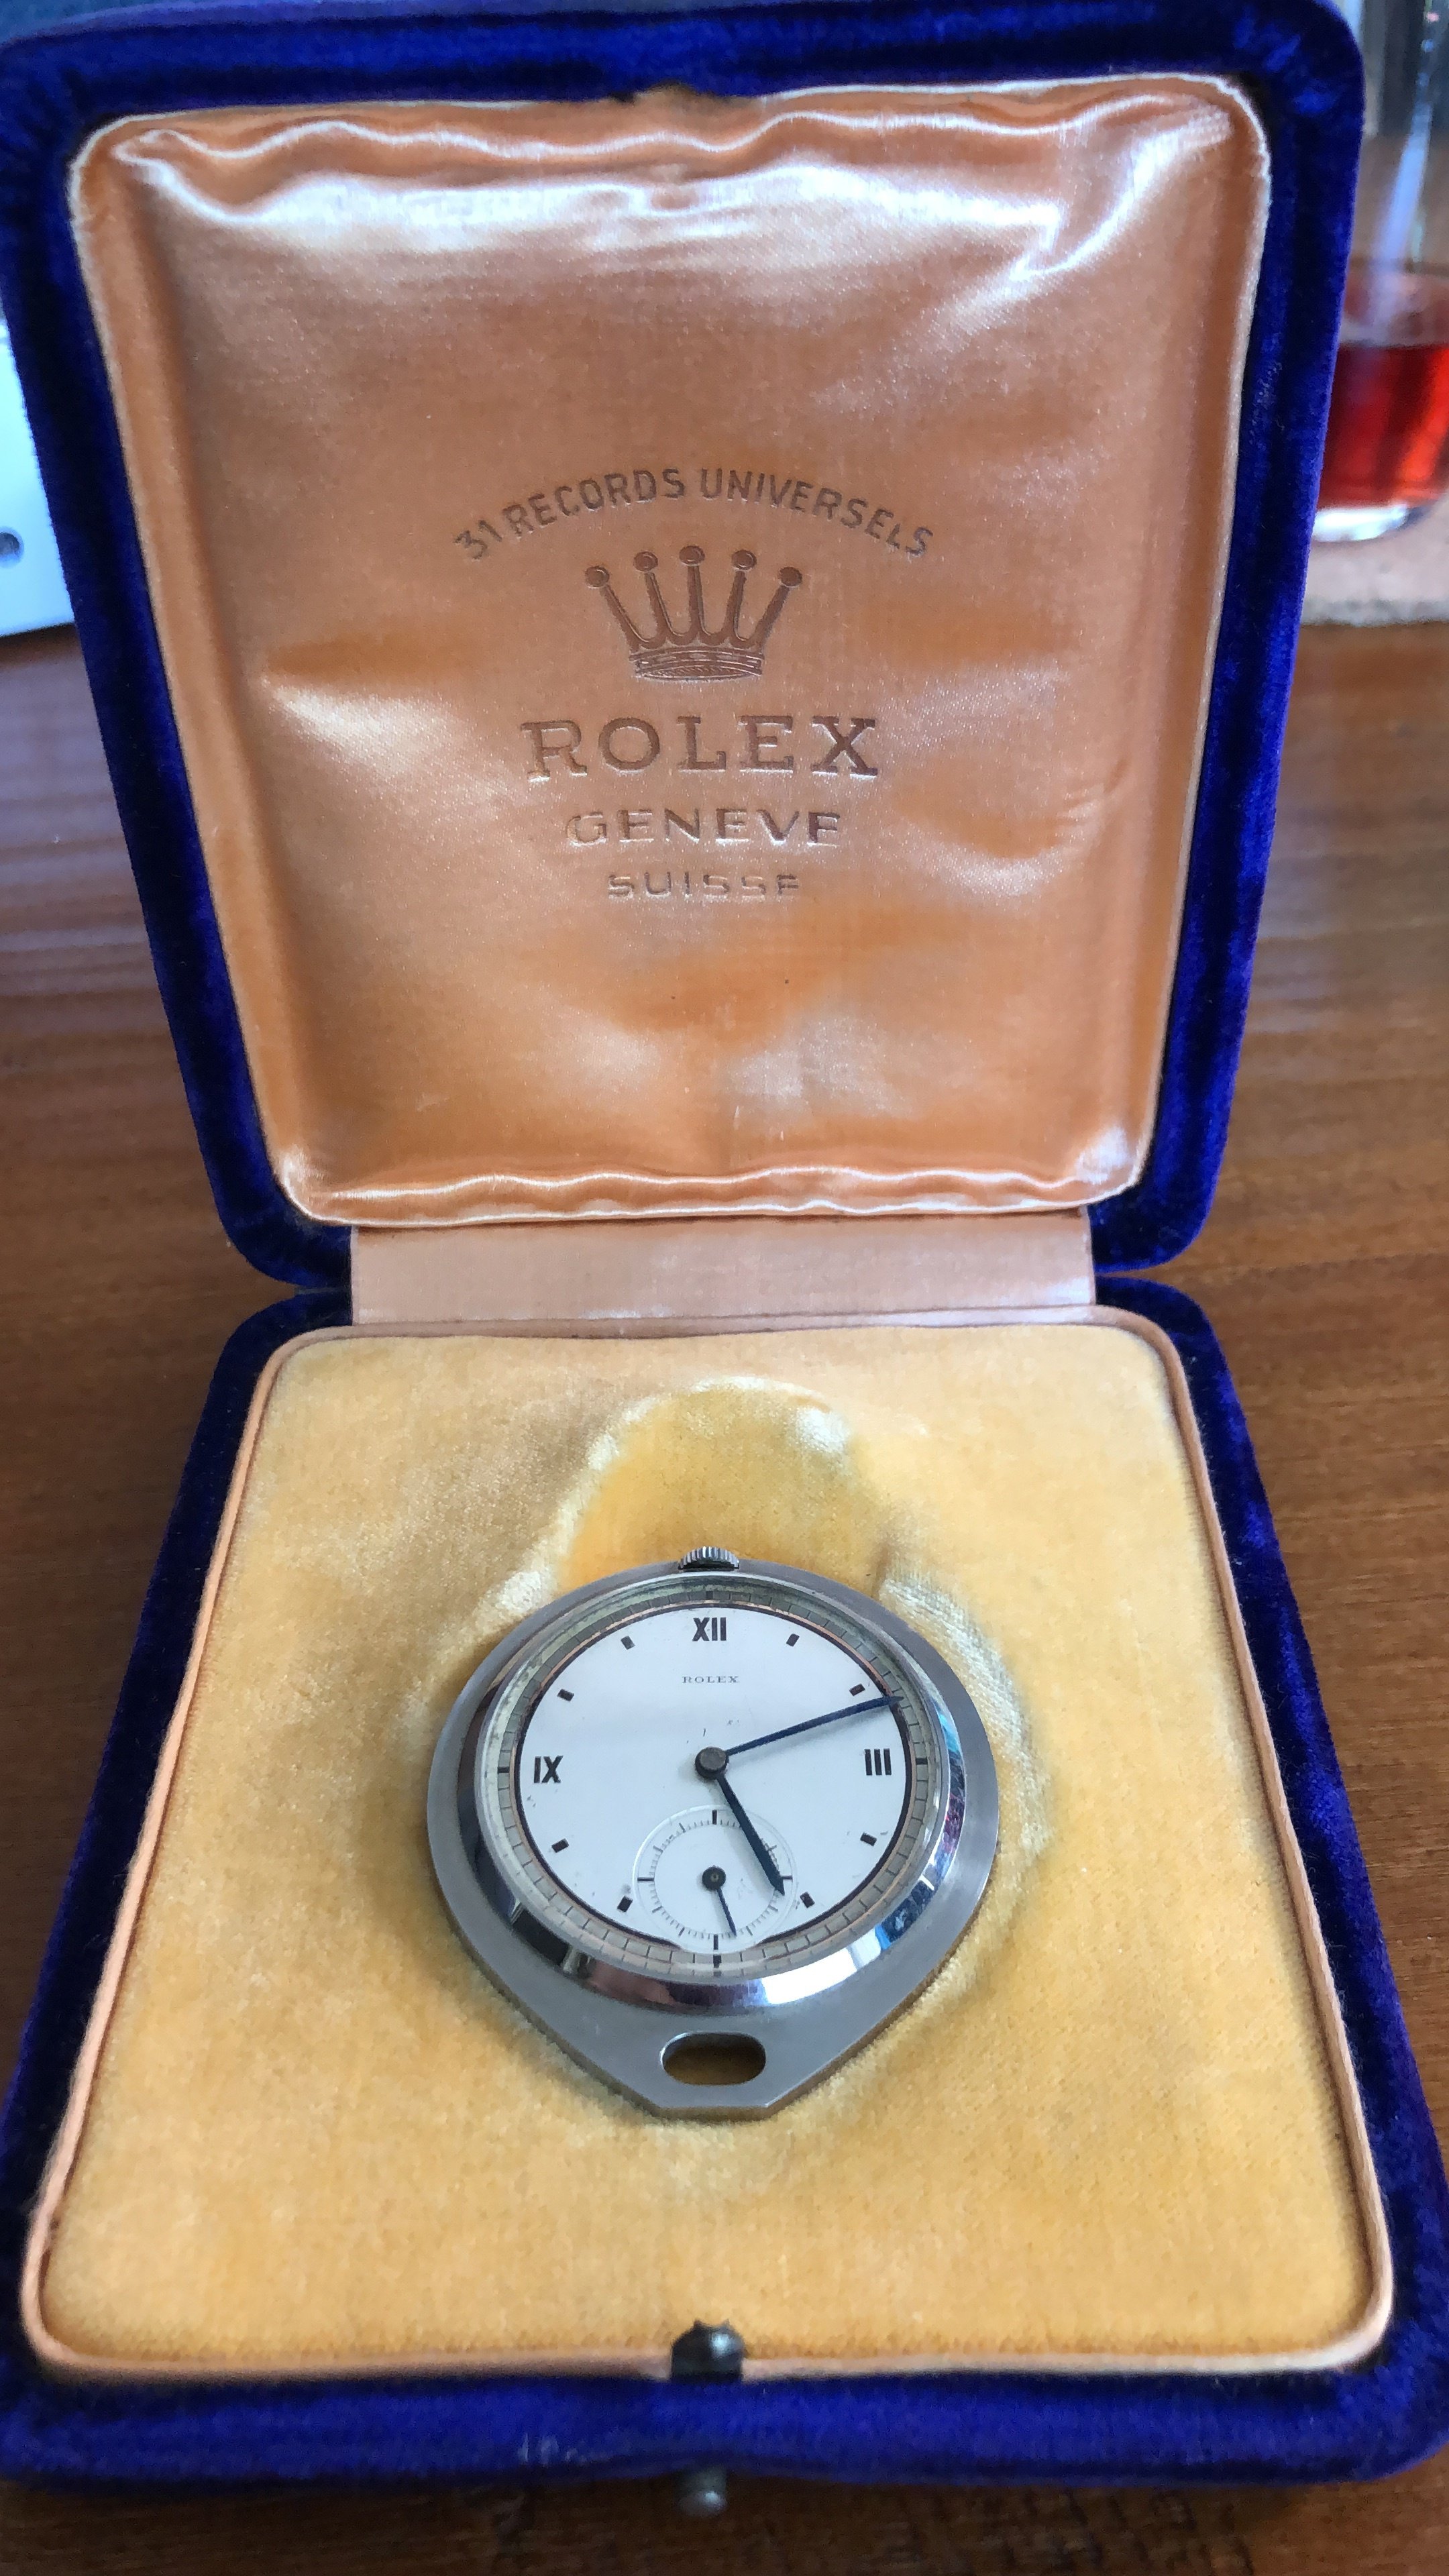 31 RECORDS UNIVERSELS
ROLEX
GENEVE
SUISSE
XII
ROLEX
IX
III